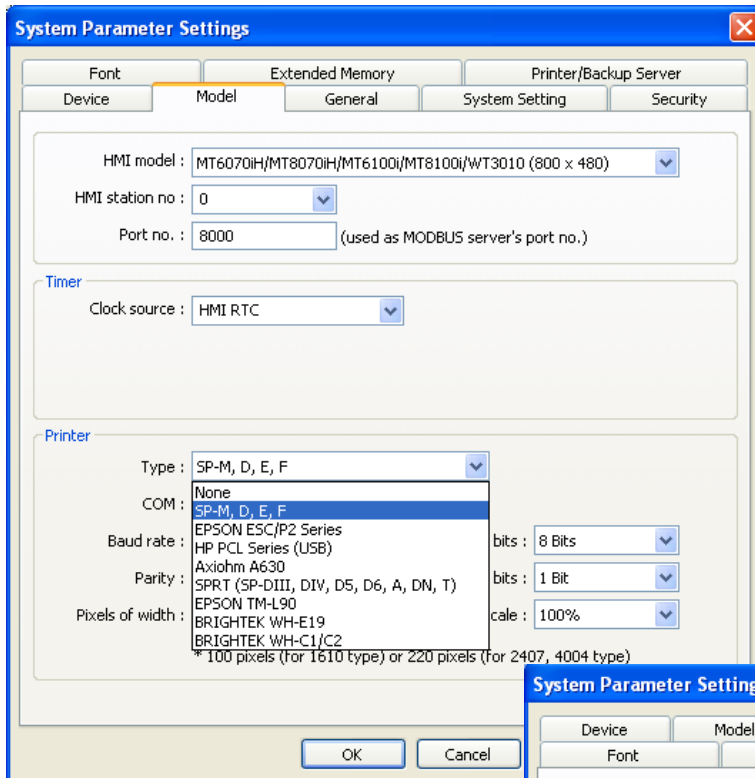 System Parameter Settings
Font Extended Memory Printer/Backup Server
Device Model General System Setting Security
HMI model : MT6070iH/MT8070iH/MT6100i/MT8100i/WT3010 (800 x 480)
HMI station no : 0
Port no. : 8000 (used as MODBUS server's port no.)
Timer
Clock source : HMI RTC
Printer
Type : SP-M, D, E, F
COM :
None
SP-M, D, E, F
EPSON ESC/P2 Series
HP PCL Series (USB)
Axiohm A630
SPRT (SP-DIII, DIV, D5, D6, A, DN, T)
EPSON TM-L90
BRIGHTEK WH-E19
BRIGHTEK WH-C1/C2
Baud rate : bits : 8 Bits
Parity : bits : 1 Bit
Pixels of width : cale : 100%
* 100 pixels (for 1610 type) or 220 pixels (for 2407, 4004 type)
OK Cancel
System Parameter Setting
Device Model
Font